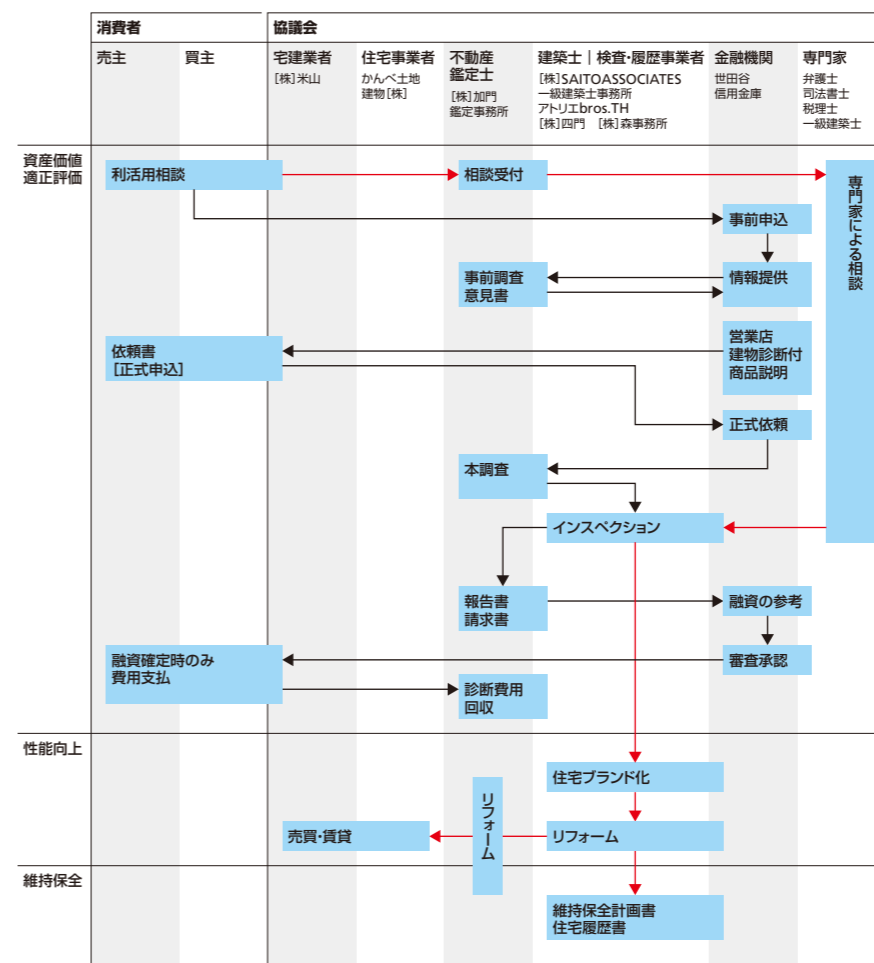 消費者
協議会
売主
買主
宅建業者
[株]米山
住宅事業者
かんべ土地
建物[株]
不動産
鑑定士
[株]加門
鑑定事務所
建築士｜検査・履歴事業者
[株]SAITOASSOCIATES
一級建築士事務所
アトリエbros.TH
[株]四門　[株]森事務所
金融機関
世田谷
信用金庫
専門家
弁護士
司法書士
税理士
一級建築士
資産価値
適正評価
利活用相談
相談受付
専門家による相談
事前申込
事前調査
意見書
情報提供
依頼書
[正式申込]
営業店
建物診断付
商品説明
正式依頼
本調査
インスペクション
報告書
請求書
融資の参考
融資確定時のみ
費用支払
審査承認
診断費用
回収
性能向上
住宅ブランド化
リフォーム
売買・賃貸
リフォーム
維持保全
維持保全計画書
住宅履歴書